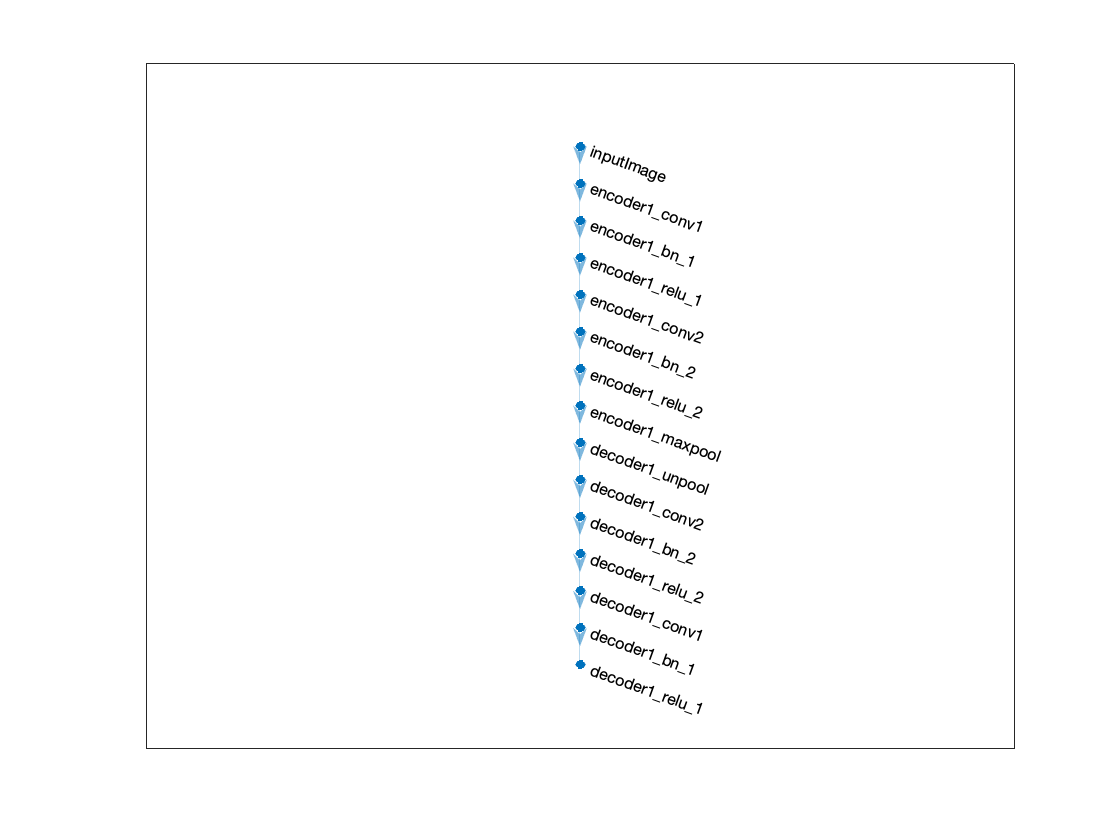 inputImage
encoder1_conv1
encoder1_bn_1
encoder1_relu_1
encoder1_conv2
encoder1_bn_2
encoder1_relu_2
encoder1_maxpool
decoder1_unpool
decoder1_conv2
decoder1_bn_2
decoder1_relu_2
decoder1_conv1
decoder1_bn_1
decoder1_relu_1